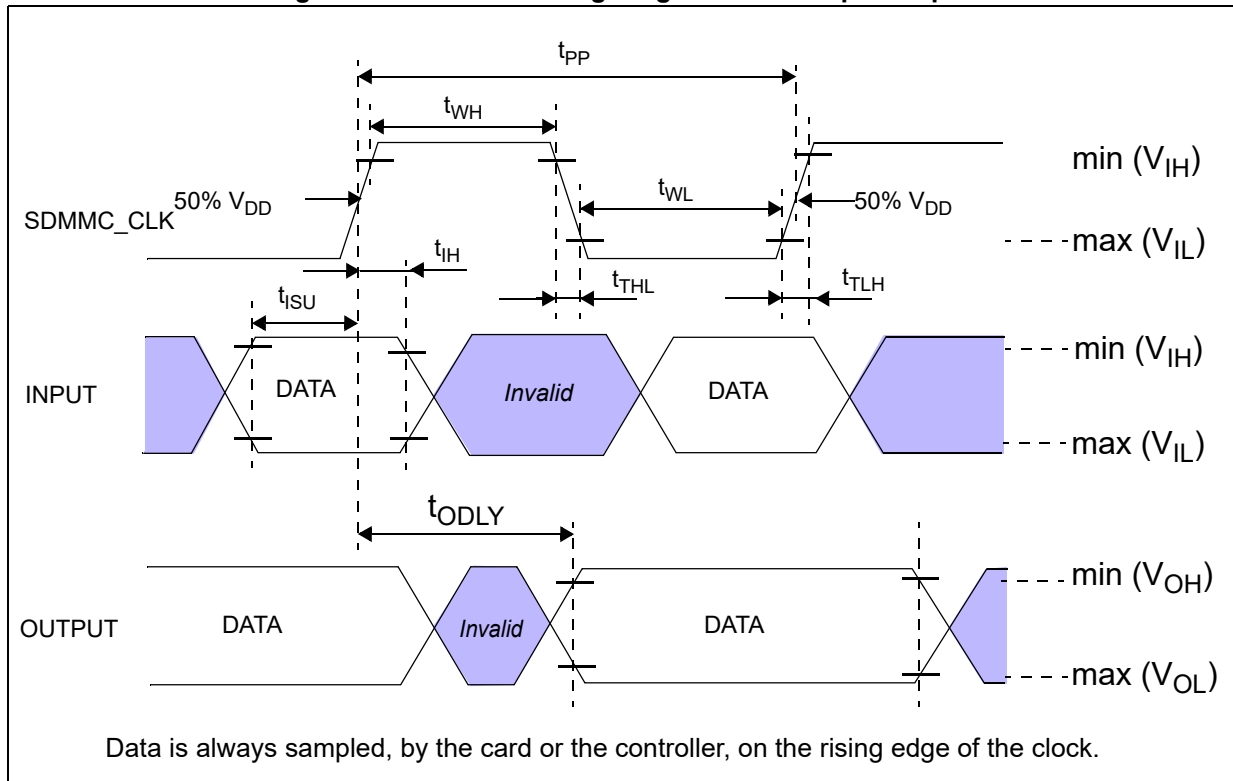 tPP
tWH
min (VIH)
50% VDD
tWL
50% VDD
SDMMC_CLK
max (VIL)
tIH
tTHL
tTLH
tISU
min (VIH)
INPUT
DATA
Invalid
DATA
max (VIL)
tODLY
min (VOH)
OUTPUT
DATA
Invalid
DATA
max (VOL)
Data is always sampled, by the card or the controller, on the rising edge of the clock.